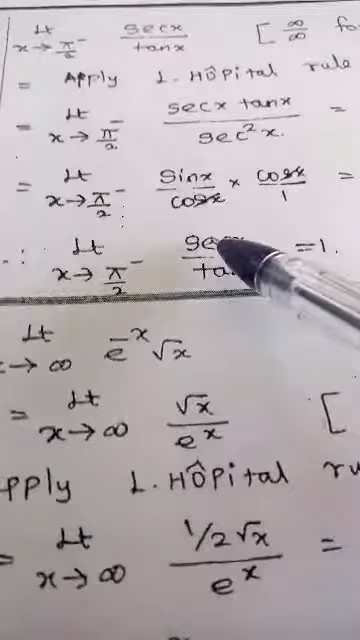 Lt x→π/2⁻ secx/tanx [ ∞/∞ fo
= Apply L.HÔPital rule
= Lt x→π/2⁻ secx tanx/sec²x. =
= Lt x→π/2⁻ sinx/cosx × cosx/1 =
∴ Lt x→π/2⁻ =1.
Lt x→∞ e⁻ˣ√x
= Lt x→∞ √x/eˣ [
Apply L.HÔPital ru
= Lt x→∞ 1/2√x/eˣ =